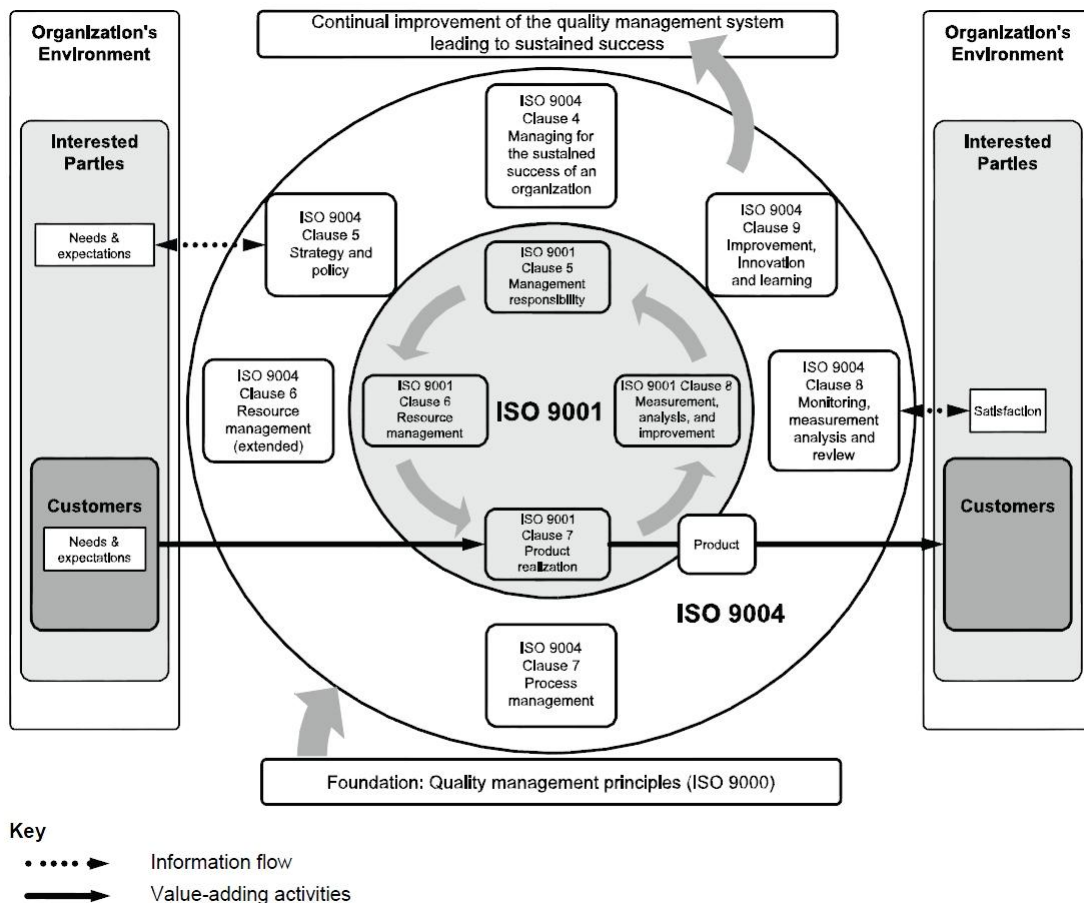 Continual improvement of the quality management system
leading to sustained success
Organization's
Environment
Interested
Parties
Needs &
expectations
Customers
Needs &
expectations
ISO 9004
Clause 4
Managing for
the sustained
success of an
organization
ISO 9004
Clause 5
Strategy and
policy
ISO 9004
Clause 9
Improvement,
Innovation
and learning
ISO 9001
Clause 5
Management
responsibility
ISO 9004
Clause 6
Resource
management
(extended)
ISO 9001
Clause 6
Resource
management
ISO 9001
ISO 9001 Clause 8
Measurement,
analysis, and
improvement
ISO 9004
Clause 8
Monitoring,
measurement
analysis and
review
ISO 9001
Clause 7
Product
realization
Product
ISO 9004
ISO 9004
Clause 7
Process
management
Organization's
Environment
Interested
Parties
Satisfaction
Customers
Foundation: Quality management principles (ISO 9000)
Key
Information flow
Value-adding activities